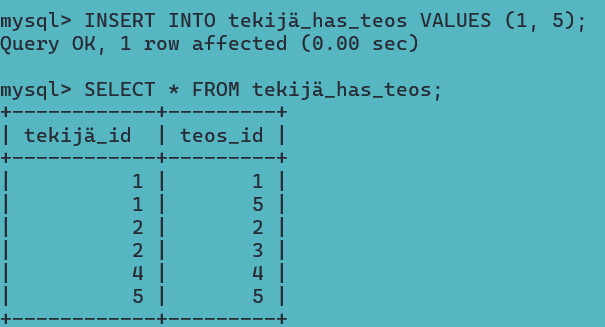 mysql> INSERT INTO tekijä_has_teos VALUES (1, 5);
Query OK, 1 row affected (0.00 sec)

mysql> SELECT * FROM tekijä_has_teos;
+------------+---------+
| tekijä_id  | teos_id |
+------------+---------+
|          1 |       1 |
|          1 |       5 |
|          2 |       2 |
|          2 |       3 |
|          4 |       4 |
|          5 |       5 |
+------------+---------+